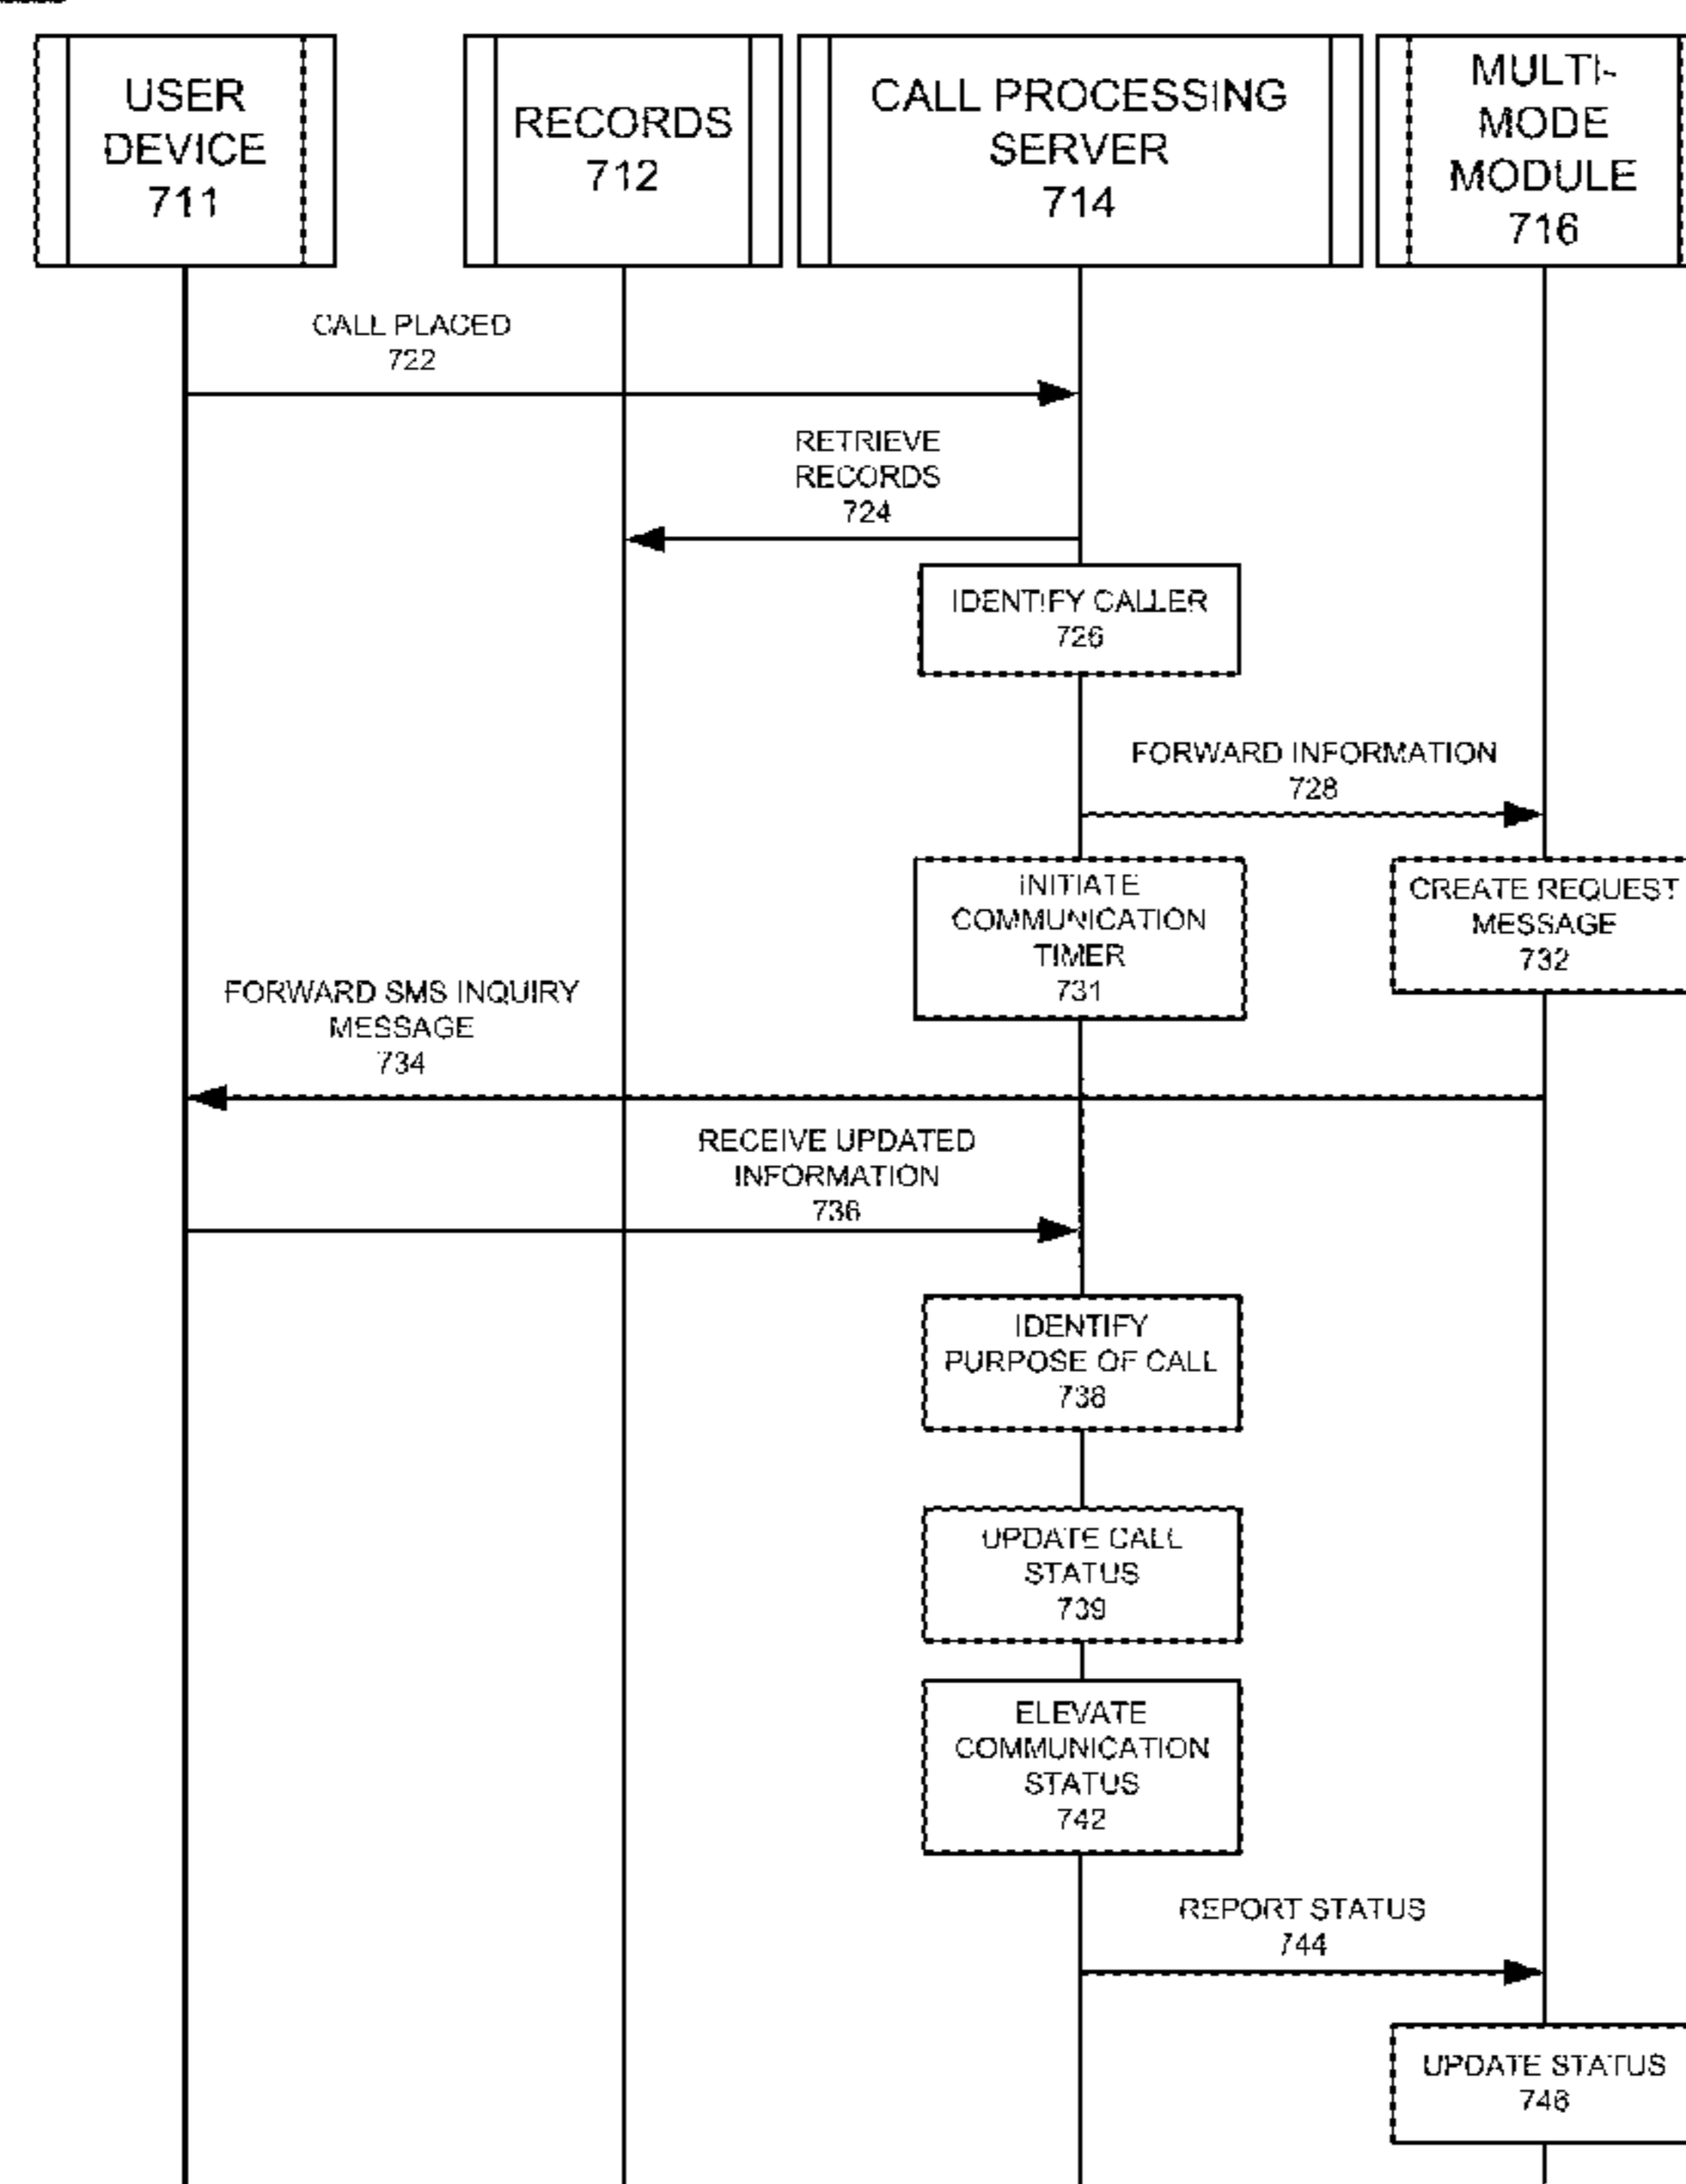 USER
DEVICE
711
RECORDS
712
CALL PROCESSING
SERVER
714
MULTI-
MODE
MODULE
716
CALL PLACED
722
RETRIEVE
RECORDS
724
IDENTIFY CALLER
726
FORWARD INFORMATION
728
INITIATE
COMMUNICATION
TIMER
731
CREATE REQUEST
MESSAGE
732
FORWARD SMS INQUIRY
MESSAGE
734
RECEIVE UPDATED
INFORMATION
736
IDENTIFY
PURPOSE OF CALL
738
UPDATE CALL
STATUS
739
ELEVATE
COMMUNICATION
STATUS
742
REPORT STATUS
744
UPDATE STATUS
746